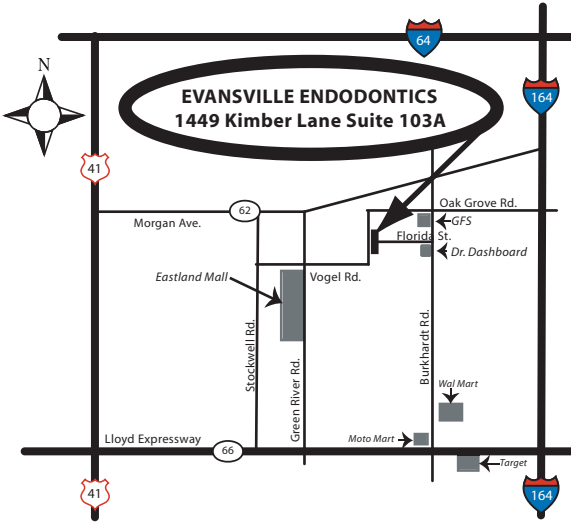 64
N
164
EVANSVILLE ENDODONTICS
1449 Kimber Lane Suite 103A
41
62
Oak Grove Rd.
Morgan Ave.
GFS
Florida St.
Dr. Dashboard
Eastland Mall
Vogel Rd.
Stockwell Rd.
Green River Rd.
Burkhardt Rd.
Wal Mart
Lloyd Expressway
66
Moto Mart
Target
41
164